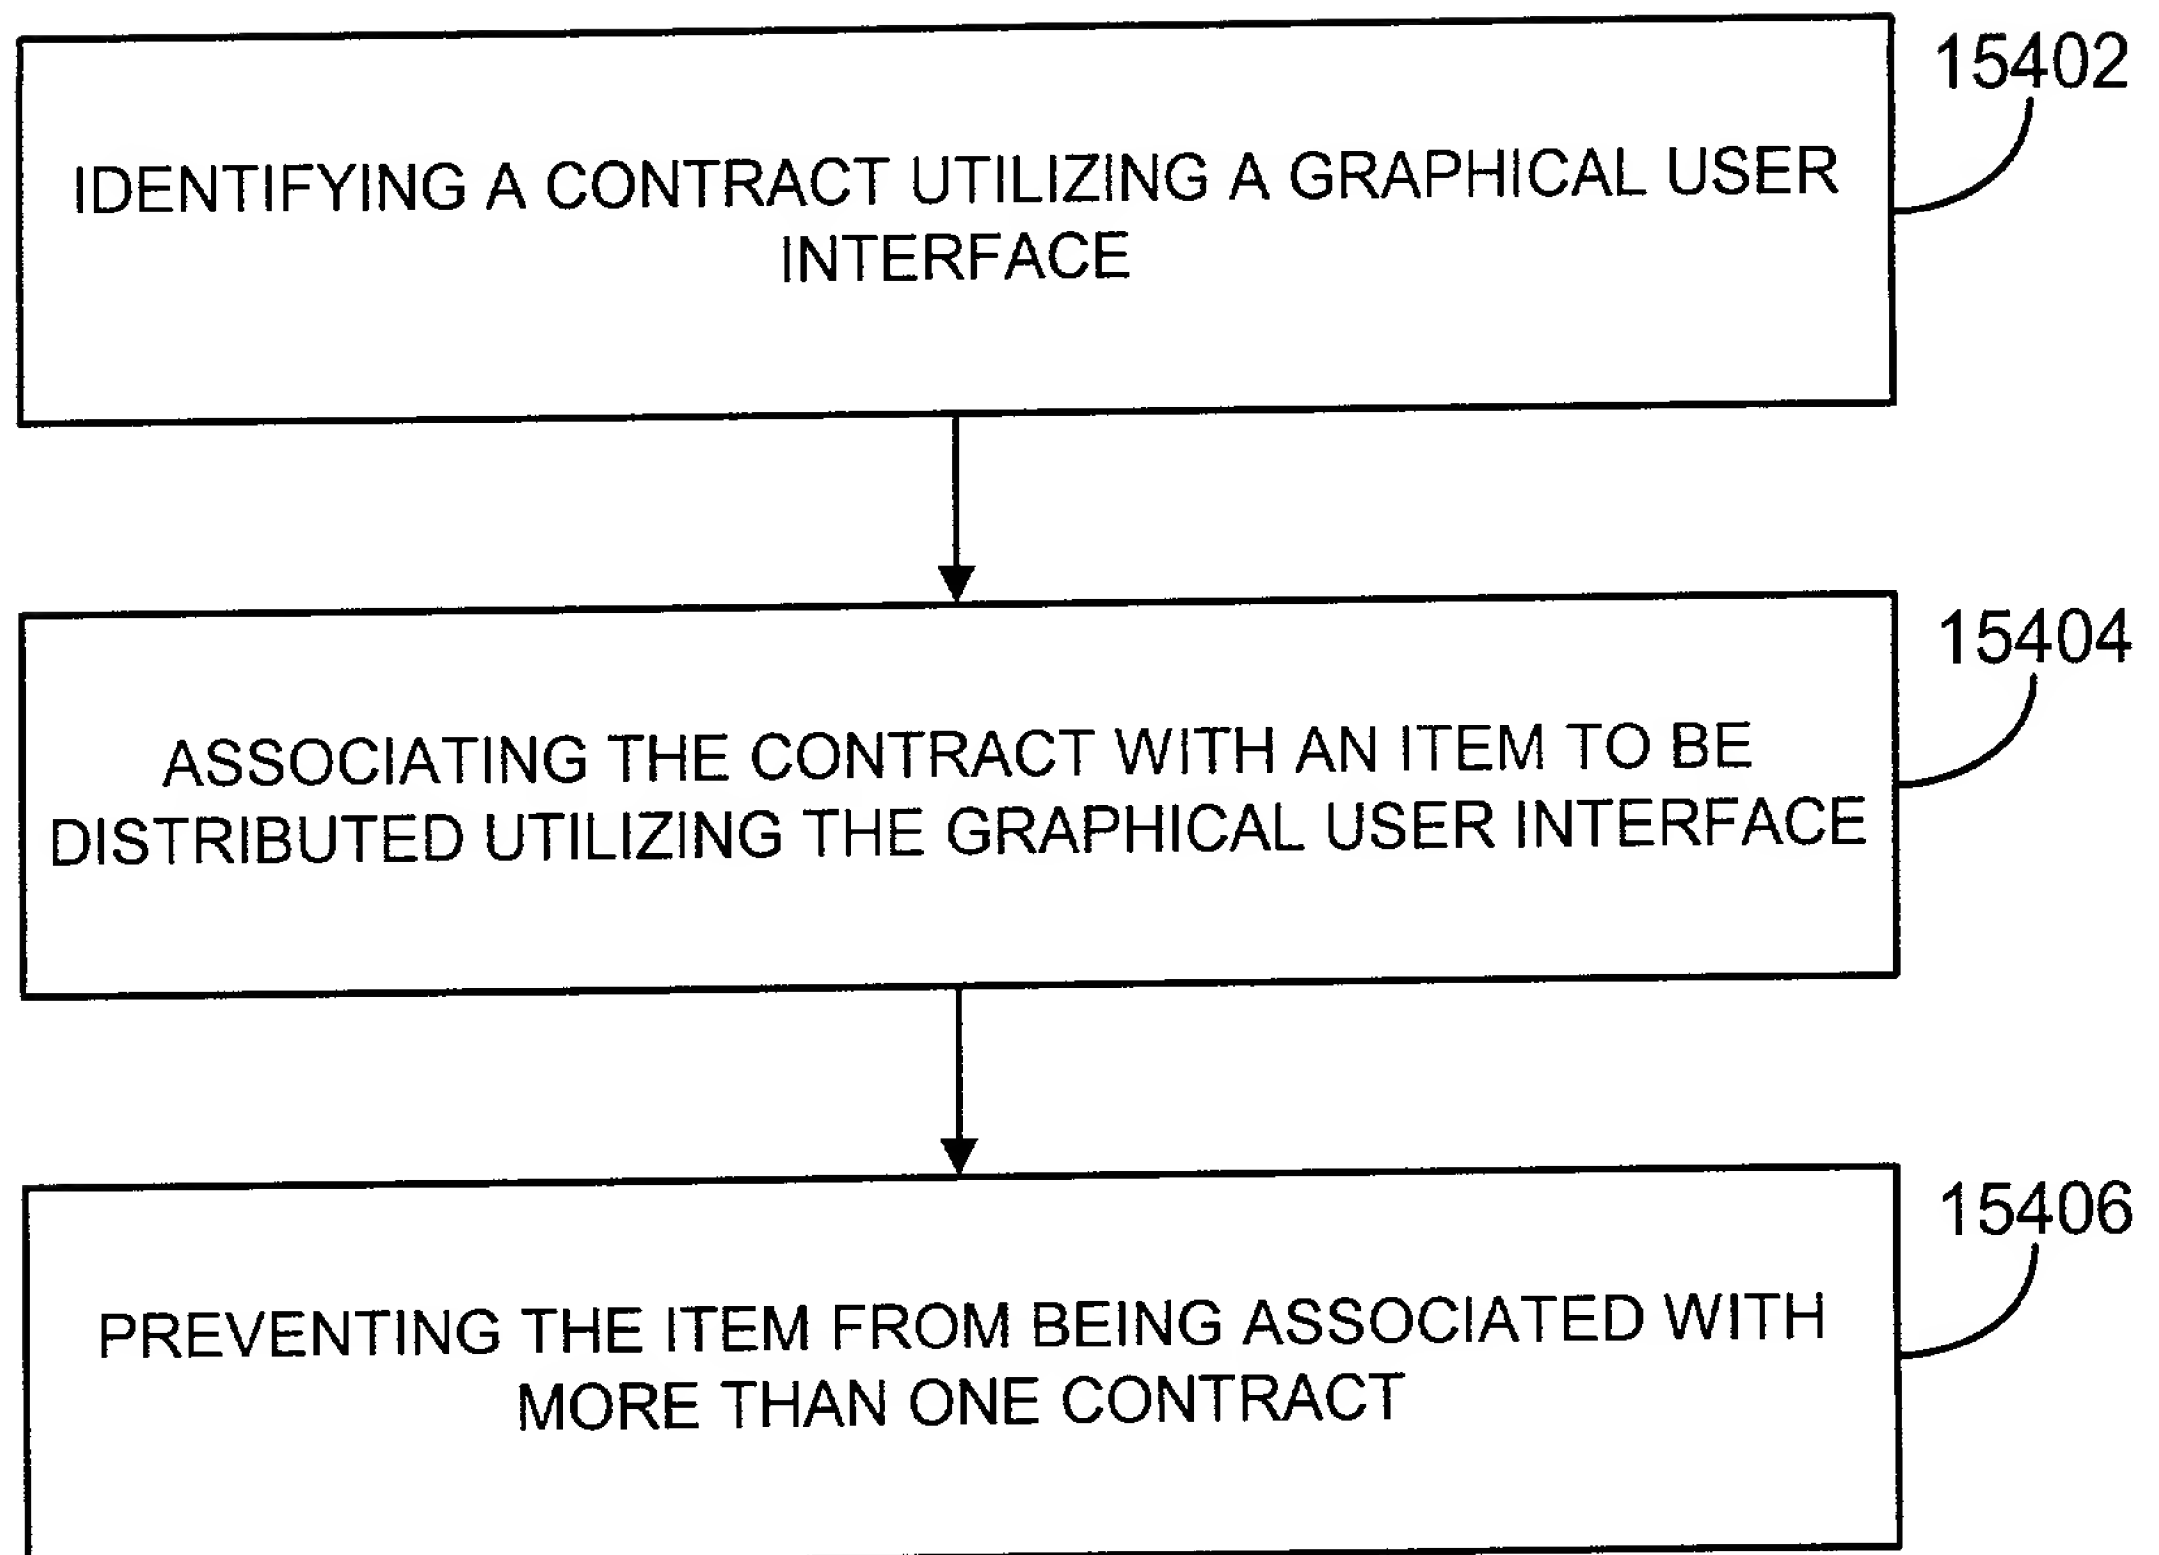 15402
IDENTIFYING A CONTRACT UTILIZING A GRAPHICAL USER
INTERFACE
15404
ASSOCIATING THE CONTRACT WITH AN ITEM TO BE
DISTRIBUTED UTILIZING THE GRAPHICAL USER INTERFACE
15406
PREVENTING THE ITEM FROM BEING ASSOCIATED WITH
MORE THAN ONE CONTRACT